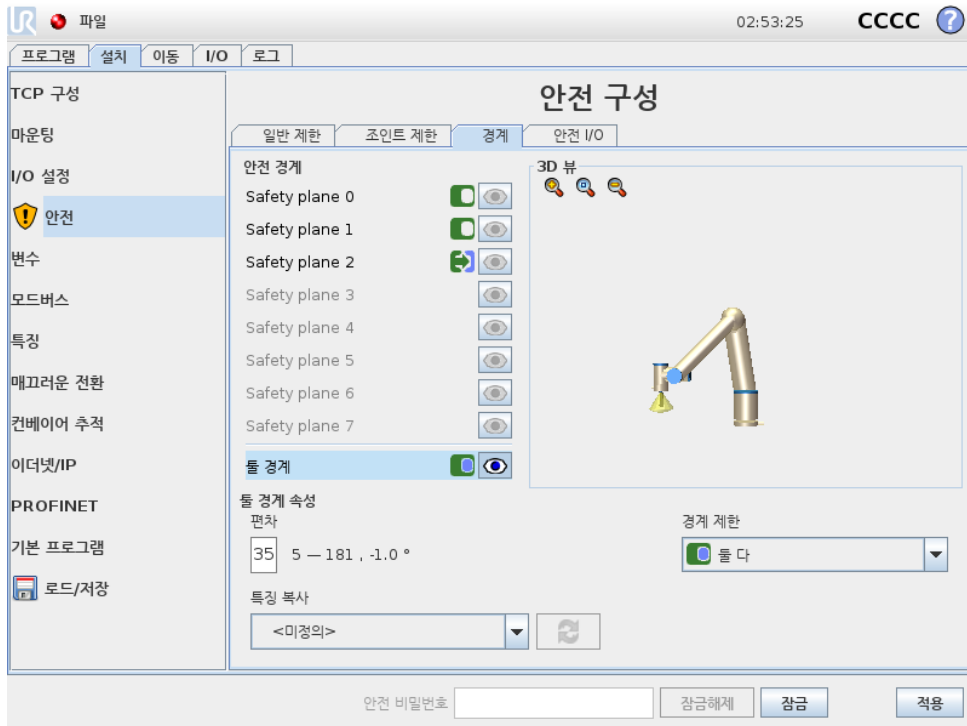 UR 파일 02:53:25 CCCC ?
프로그램 설치 이동 I/O 로그
TCP 구성
마운팅
I/O 설정
안전
변수
모드버스
특징
매끄러운 전환
컨베이어 추적
이더넷/IP
PROFINET
기본 프로그램
로드/저장
안전 구성
일반 제한 조인트 제한 경계 안전 I/O
안전 경계
Safety plane 0
Safety plane 1
Safety plane 2
Safety plane 3
Safety plane 4
Safety plane 5
Safety plane 6
Safety plane 7
툴 경계
3D 뷰
툴 경계 속성
편차
35 5 — 181 , -1.0 °
경계 제한
둘 다
특징 복사
<미정의>
안전 비밀번호 잠금해제 잠금 적용